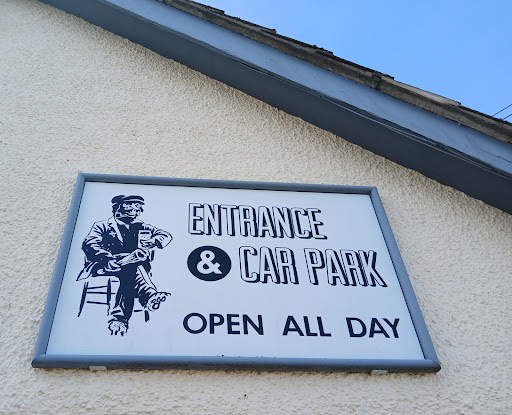 ENTRANCE
& CAR PARK
OPEN ALL DAY